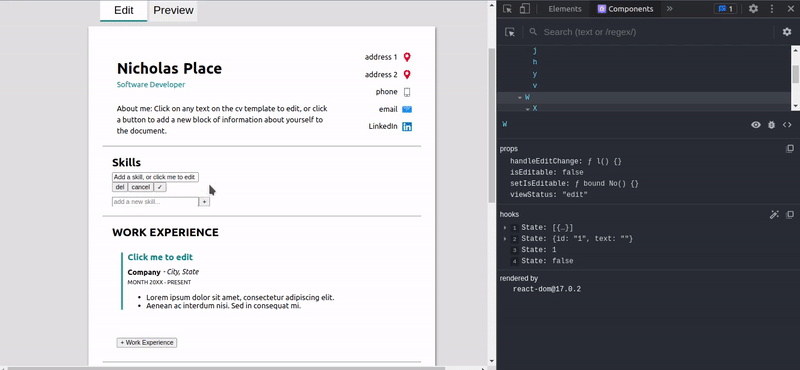 Edit Preview
Nicholas Place
Software Developer
About me: Click on any text on the cv template to edit, or click
a button to add a new block of information about yourself to
the document.
address 1
address 2
phone
email
LinkedIn
Skills
Add a skill, or click me to edit
del cancel ✓
add a new skill... +
WORK EXPERIENCE
Click me to edit
Company - City, State
MONTH 20XX - PRESENT
• Lorem ipsum dolor sit amet, consectetur adipiscing elit.
• Aenean ac interdum nisi. Sed in consequat mi.
+ Work Experience
Elements Components » 1
Search (text or /regex/)
j
h
y
v
W
X
W
props
handleEditChange: ƒ l() {}
isEditable: false
setIsEditable: ƒ bound No() {}
viewStatus: "edit"
hooks
1 State: [{…}]
2 State: {id: "1", text: ""}
3 State: 1
4 State: false
rendered by
react-dom@17.0.2